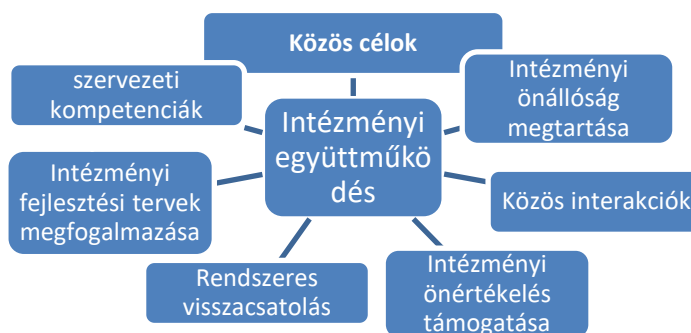 Közös célok
szervezeti
kompetenciák
Intézményi
önállóság
megtartása
Intézményi
együttműkö
dés
Intézményi
fejlesztési tervek
megfogalmazása
Közös interakciók
Rendszeres
visszacsatolás
Intézményi
önértékelés
támogatása